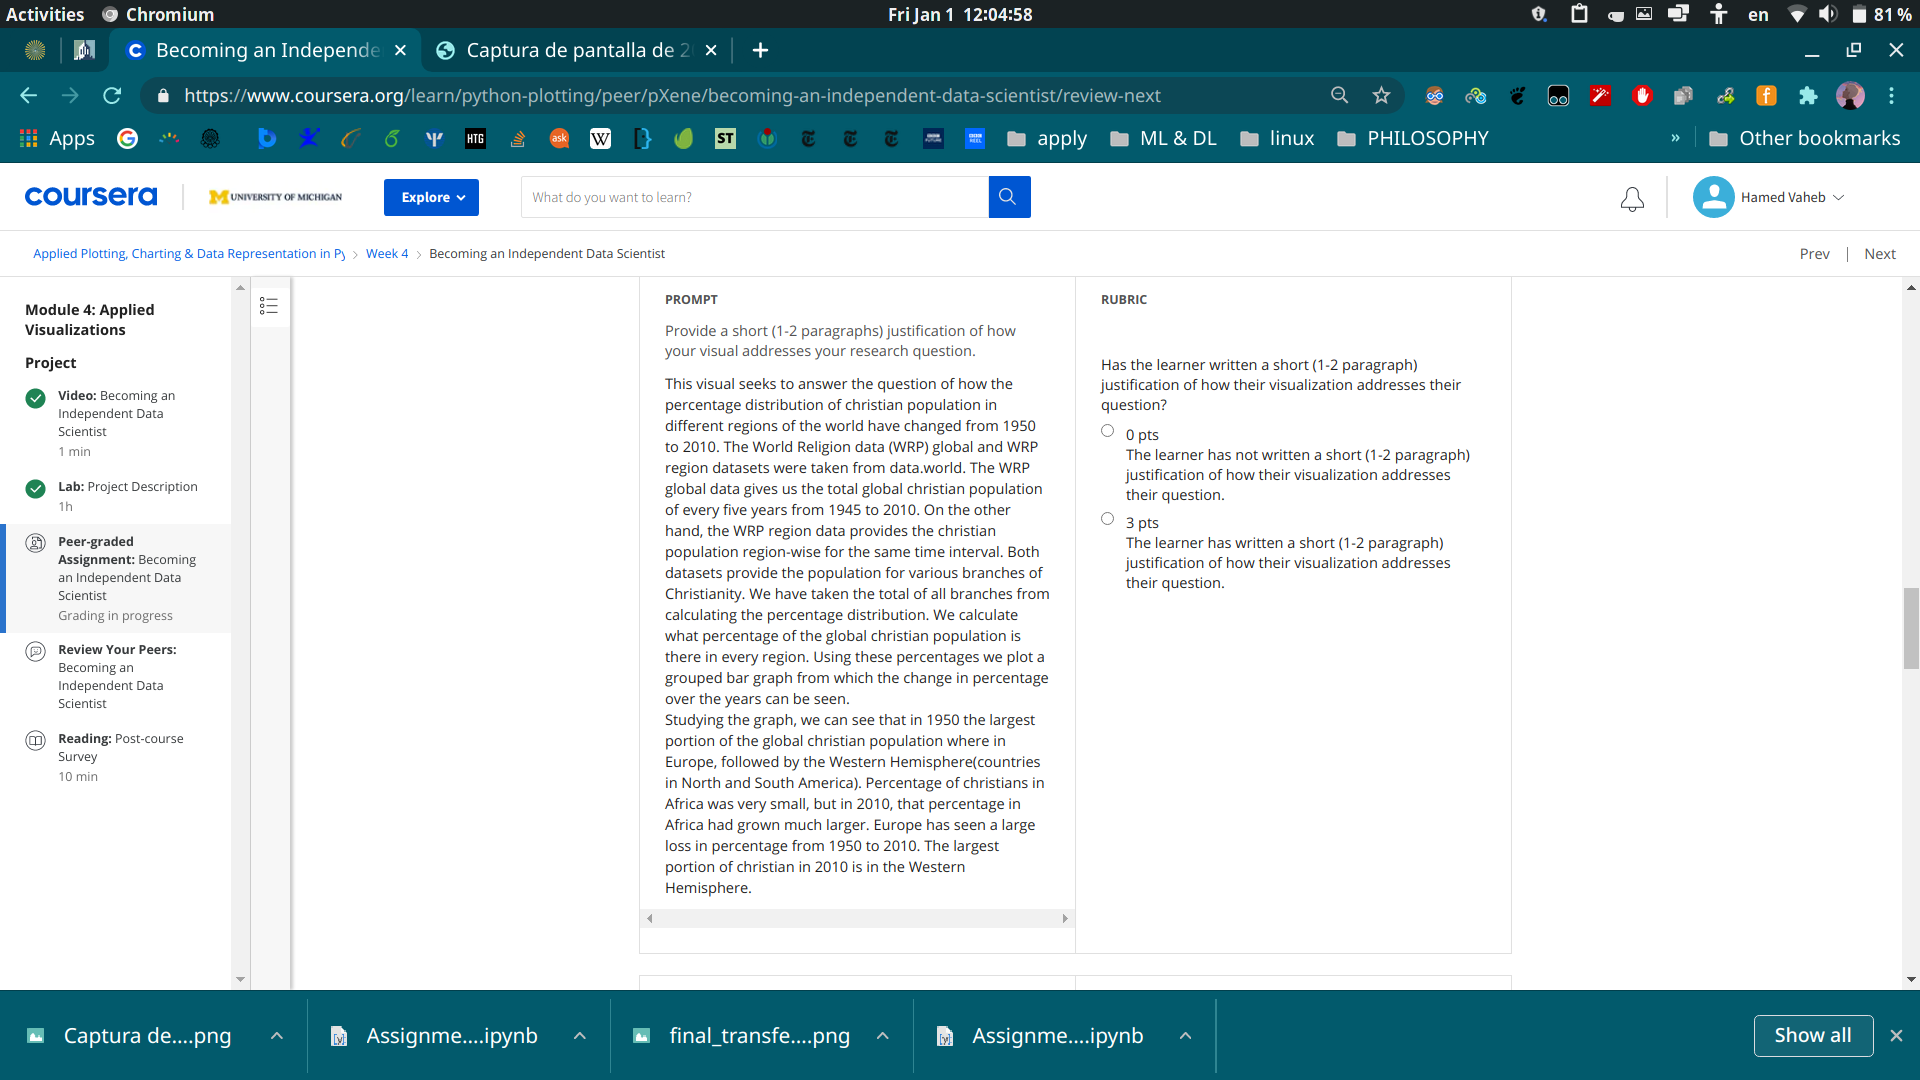 Activities
Chromium
Fri Jan 1 12:04:58
en
81 %
Becoming an Independe
Captura de pantalla de 2
https://www.coursera.org/learn/python-plotting/peer/pXene/becoming-an-independent-data-scientist/review-next
Apps
HTG
ask
W
ST
apply
ML & DL
linux
PHILOSOPHY
»
Other bookmarks
coursera
M UNIVERSITY OF MICHIGAN
Explore
What do you want to learn?
Hamed Vaheb
Applied Plotting, Charting & Data Representation in Py
Week 4
Becoming an Independent Data Scientist
Prev
Next
Module 4: Applied
Visualizations
Project
Video: Becoming an
Independent Data
Scientist
1 min
Lab: Project Description
1h
Peer-graded
Assignment: Becoming
an Independent Data
Scientist
Grading in progress
Review Your Peers:
Becoming an
Independent Data
Scientist
Reading: Post-course
Survey
10 min
PROMPT
Provide a short (1-2 paragraphs) justification of how
your visual addresses your research question.
This visual seeks to answer the question of how the
percentage distribution of christian population in
different regions of the world have changed from 1950
to 2010. The World Religion data (WRP) global and WRP
region datasets were taken from data.world. The WRP
global data gives us the total global christian population
of every five years from 1945 to 2010. On the other
hand, the WRP region data provides the christian
population region-wise for the same time interval. Both
datasets provide the population for various branches of
Christianity. We have taken the total of all branches from
calculating the percentage distribution. We calculate
what percentage of the global christian population is
there in every region. Using these percentages we plot a
grouped bar graph from which the change in percentage
over the years can be seen.
Studying the graph, we can see that in 1950 the largest
portion of the global christian population where in
Europe, followed by the Western Hemisphere(countries
in North and South America). Percentage of christians in
Africa was very small, but in 2010, that percentage in
Africa had grown much larger. Europe has seen a large
loss in percentage from 1950 to 2010. The largest
portion of christian in 2010 is in the Western
Hemisphere.
RUBRIC
Has the learner written a short (1-2 paragraph)
justification of how their visualization addresses their
question?
0 pts
The learner has not written a short (1-2 paragraph)
justification of how their visualization addresses
their question.
3 pts
The learner has written a short (1-2 paragraph)
justification of how their visualization addresses
their question.
Captura de....png
Assignme....ipynb
final_transfe....png
Assignme....ipynb
Show all